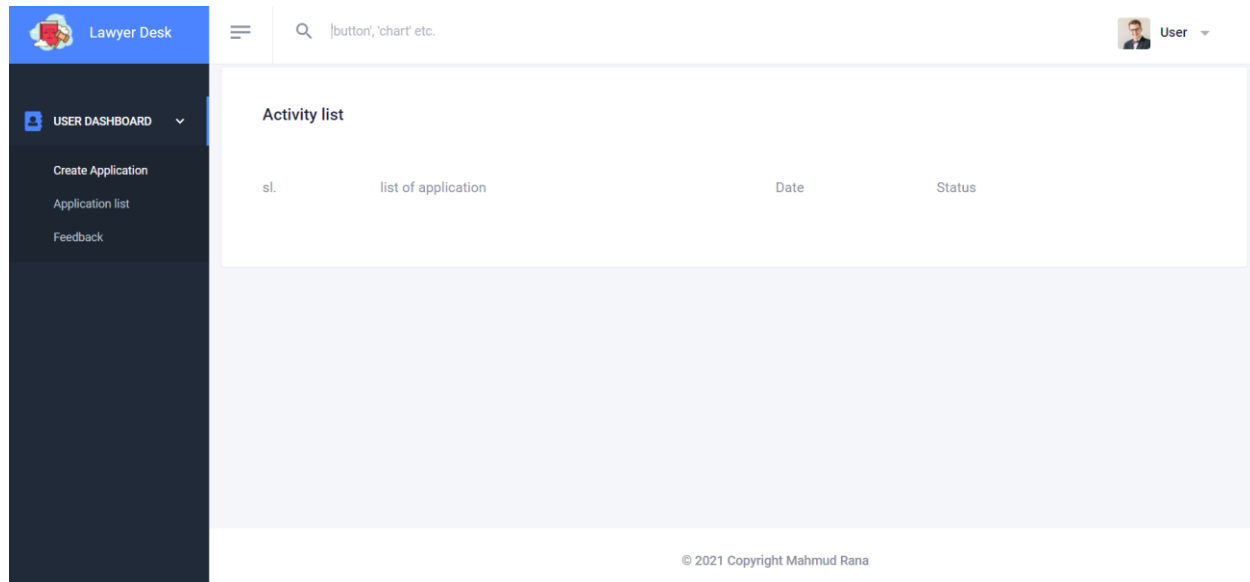 Lawyer Desk
'button', 'chart' etc.
User
USER DASHBOARD
Create Application
Application list
Feedback
Activity list
sl. list of application Date Status
© 2021 Copyright Mahmud Rana